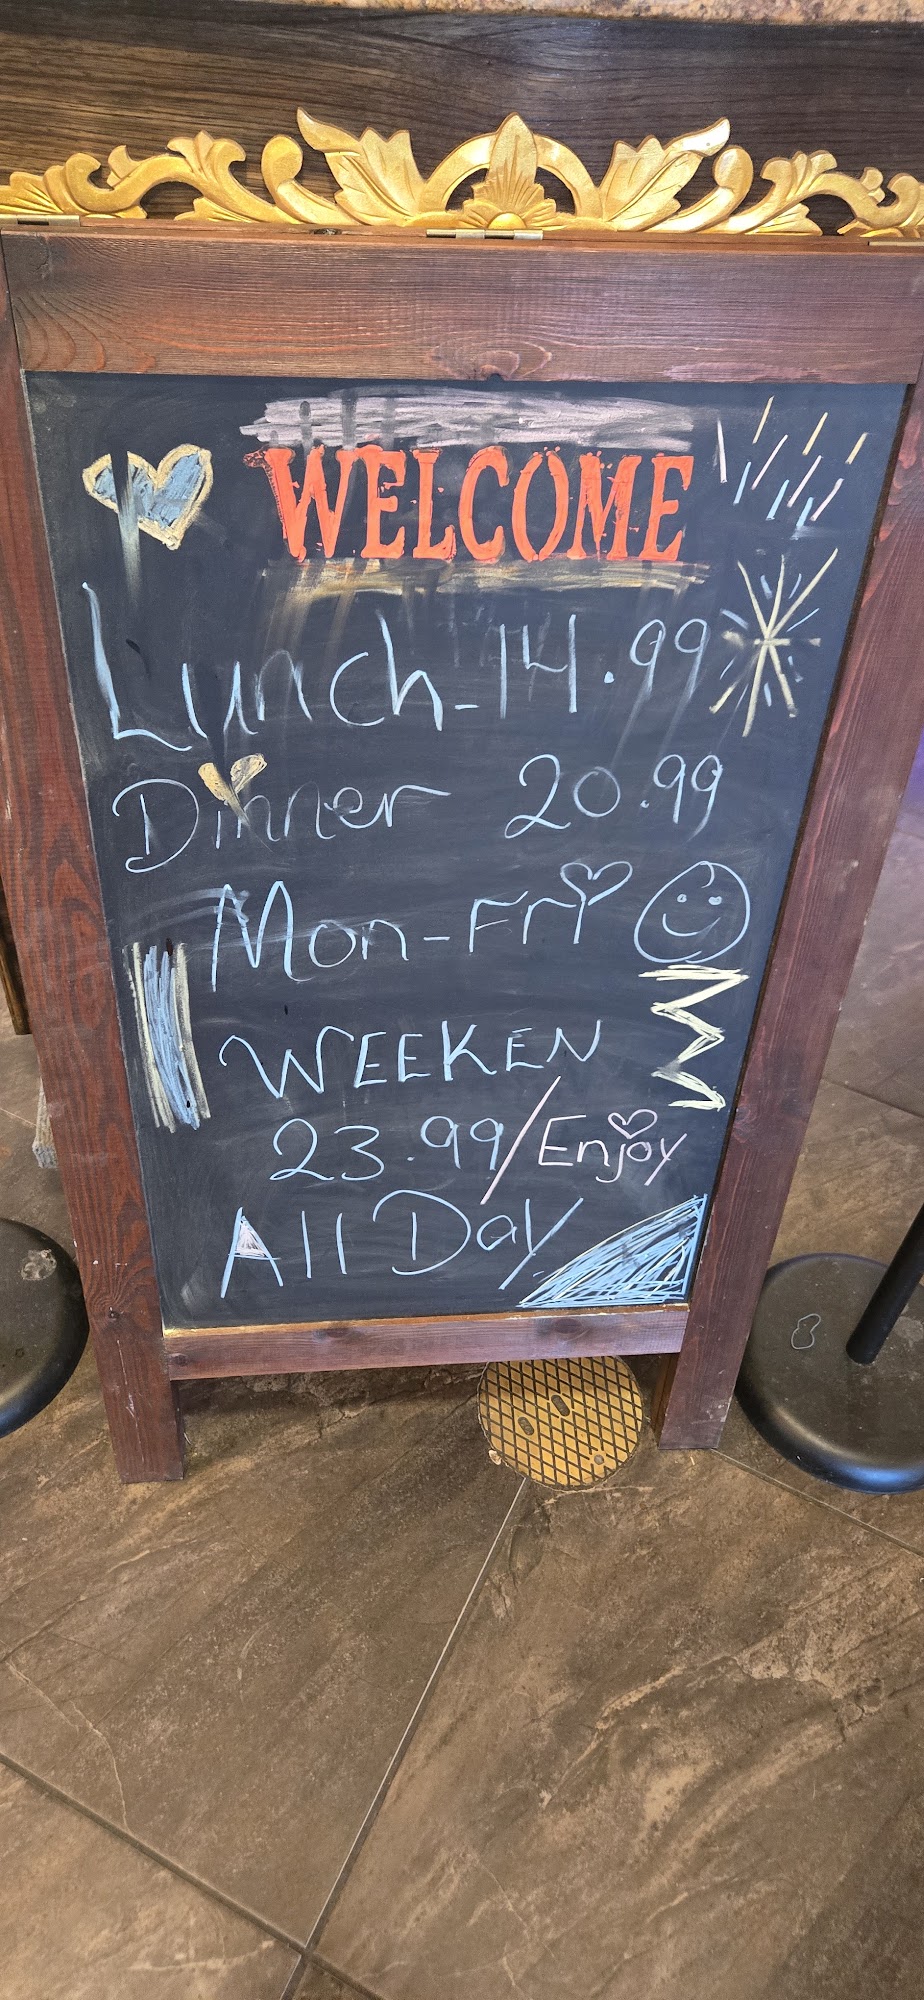 WELCOME
Lunch - 14.99
Dinner 20.99
Mon-Fri
WEEKEN
23.99/Enjoy
All Day